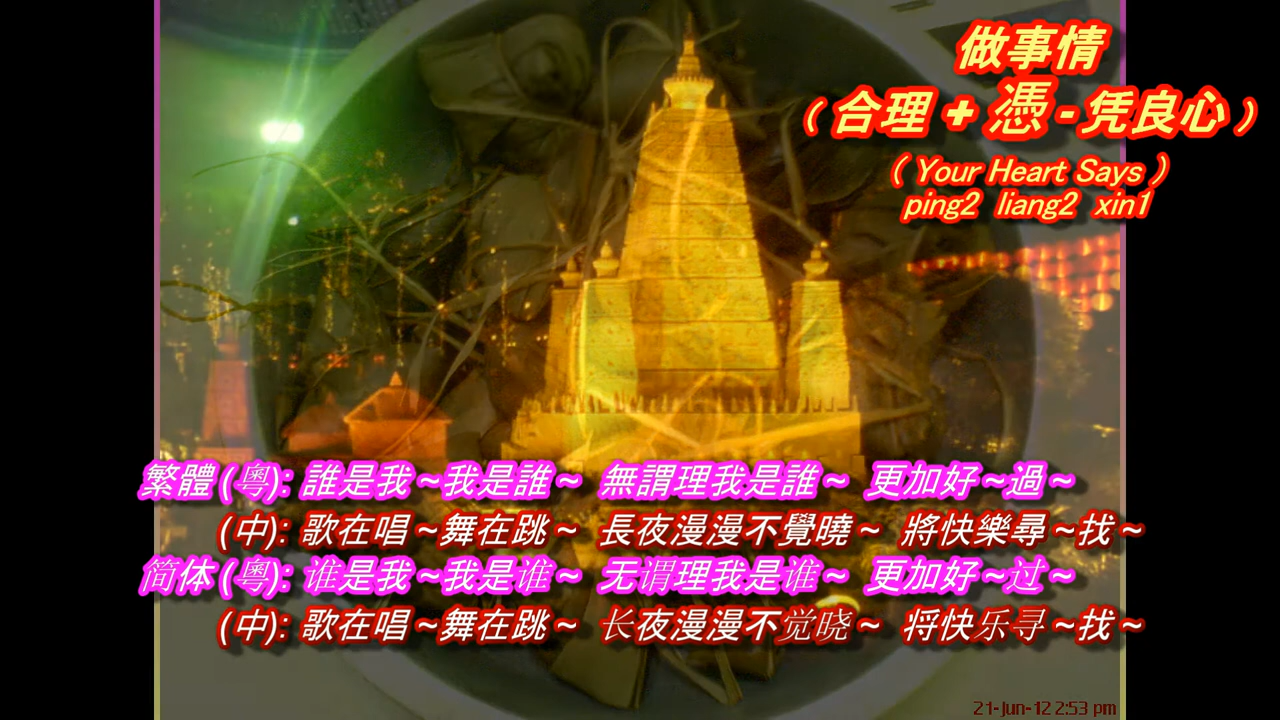 做事情
( 合理 + 憑 - 凭良心 )
( Your Heart Says )
ping2 liang2 xin1
繁體 (粵): 誰是我～我是誰～ 無謂理我是誰～ 更加好～過～
(中): 歌在唱～舞在跳～ 長夜漫漫不覺曉～ 將快樂尋～找～
简体 (粵): 谁是我～我是谁～ 无谓理我是谁～ 更加好～过～
(中): 歌在唱～舞在跳～ 长夜漫漫不觉晓～ 将快乐寻～找～
21-Jun-12 2:53 pm